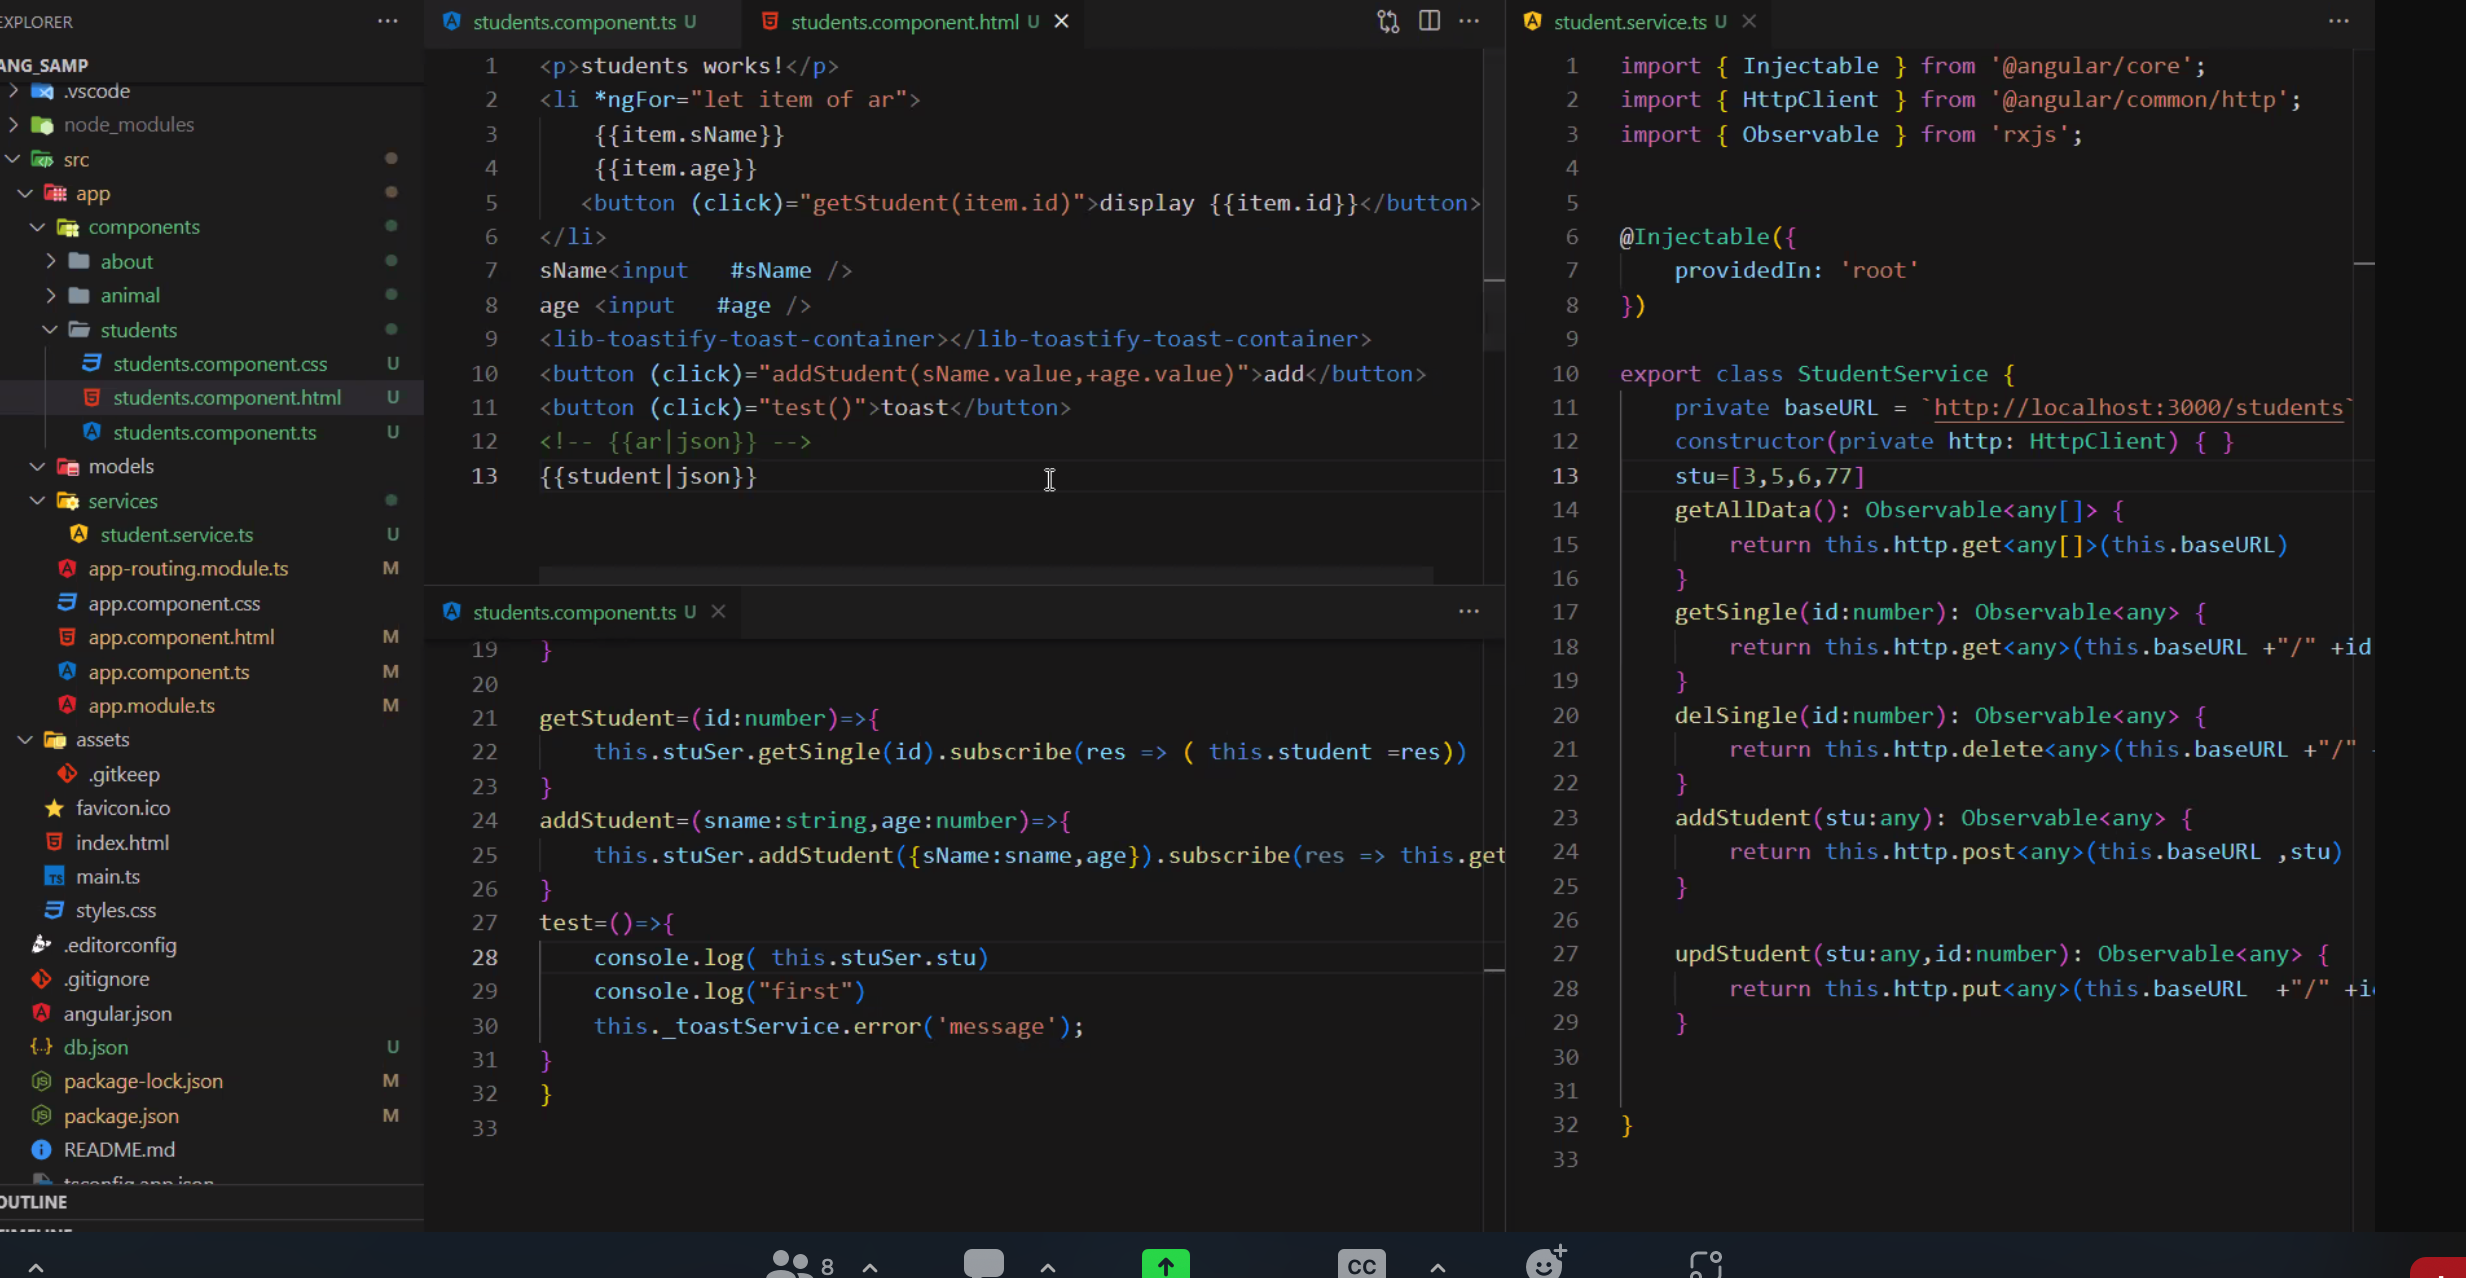 EXPLORER
ANG_SAMP
.vscode
node_modules
src
app
components
about
animal
students
students.component.css U
students.component.html U
students.component.ts U
models
services
student.service.ts U
app-routing.module.ts M
app.component.css
app.component.html M
app.component.ts M
app.module.ts M
assets
.gitkeep
favicon.ico
index.html
main.ts
styles.css
.editorconfig
.gitignore
angular.json
db.json U
package-lock.json M
package.json M
README.md
tsconfig.app.json
OUTLINE
students.component.ts U
students.component.html U
1 <p>students works!</p>
2 <li *ngFor="let item of ar">
3 {{item.sName}}
4 {{item.age}}
5 <button (click)="getStudent(item.id)">display {{item.id}}</button>
6 </li>
7 sName<input   #sName />
8 age <input   #age />
9 <lib-toastify-toast-container></lib-toastify-toast-container>
10 <button (click)="addStudent(sName.value,+age.value)">add</button>
11 <button (click)="test()">toast</button>
12 <!-- {{ar|json}} -->
13 {{student|json}}
students.component.ts U
19 }
20
21 getStudent=(id:number)=>{
22 this.stuSer.getSingle(id).subscribe(res => ( this.student =res))
23 }
24 addStudent=(sname:string,age:number)=>{
25 this.stuSer.addStudent({sName:sname,age}).subscribe(res => this.get
26 }
27 test=()=>{
28 console.log( this.stuSer.stu)
29 console.log("first")
30 this._toastService.error('message');
31 }
32 }
33
student.service.ts U
1 import { Injectable } from '@angular/core';
2 import { HttpClient } from '@angular/common/http';
3 import { Observable } from 'rxjs';
4
5
6 @Injectable({
7 providedIn: 'root'
8 })
9
10 export class StudentService {
11 private baseURL = `http://localhost:3000/students`
12 constructor(private http: HttpClient) { }
13 stu=[3,5,6,77]
14 getAllData(): Observable<any[]> {
15 return this.http.get<any[]>(this.baseURL)
16 }
17 getSingle(id:number): Observable<any> {
18 return this.http.get<any>(this.baseURL +"/" +id
19 }
20 delSingle(id:number): Observable<any> {
21 return this.http.delete<any>(this.baseURL +"/"
22 }
23 addStudent(stu:any): Observable<any> {
24 return this.http.post<any>(this.baseURL ,stu)
25 }
26
27 updStudent(stu:any,id:number): Observable<any> {
28 return this.http.put<any>(this.baseURL  +"/" +i
29 }
30
31
32 }
33
8
CC